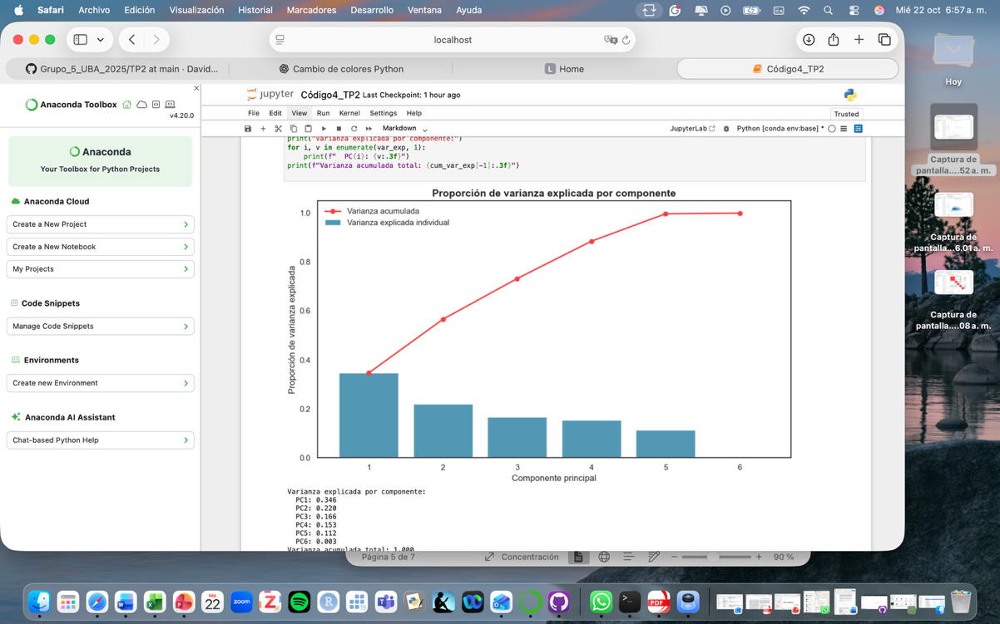 Safari Archivo Edición Visualización Historial Marcadores Desarrollo Ventana Ayuda Mié 22 oct 6:57 a. m.
localhost
Grupo_5_UBA_2025/TP2 at main · David...
Cambio de colores Python
L Home
Código4_TP2
Hoy
Captura de pantalla....52 a. m.
Captura de pantalla...6.01 a. m.
Captura de pantalla....08 a. m.
Anaconda Toolbox
v4.20.0
Anaconda
Your Toolbox for Python Projects
Anaconda Cloud
Create a New Project
Create a New Notebook
My Projects
Code Snippets
Manage Code Snippets
Environments
Create new Environment
Anaconda AI Assistant
Chat-based Python Help
jupyter Código4_TP2 Last Checkpoint: 1 hour ago
File Edit View Run Kernel Settings Help Trusted
Markdown JupyterLab Python [conda env:base] *
print("Varianza explicada por componente:")
for i, v in enumerate(var_exp, 1):
    print(f"  PC{i}: {v:.3f}")
print(f"Varianza acumulada total: {cum_var_exp[-1]:.3f}")
Proporción de varianza explicada por componente
Varianza acumulada
Varianza explicada individual
Proporción de varianza explicada
1.0
0.8
0.6
0.4
0.2
0.0
1 2 3 4 5 6
Componente principal
Varianza explicada por componente:
  PC1: 0.346
  PC2: 0.220
  PC3: 0.166
  PC4: 0.153
  PC5: 0.112
  PC6: 0.003
Varianza acumulada total: 1.000
Página 5 de 7 Concentración 90 %
Mié
22
zoom
PDF